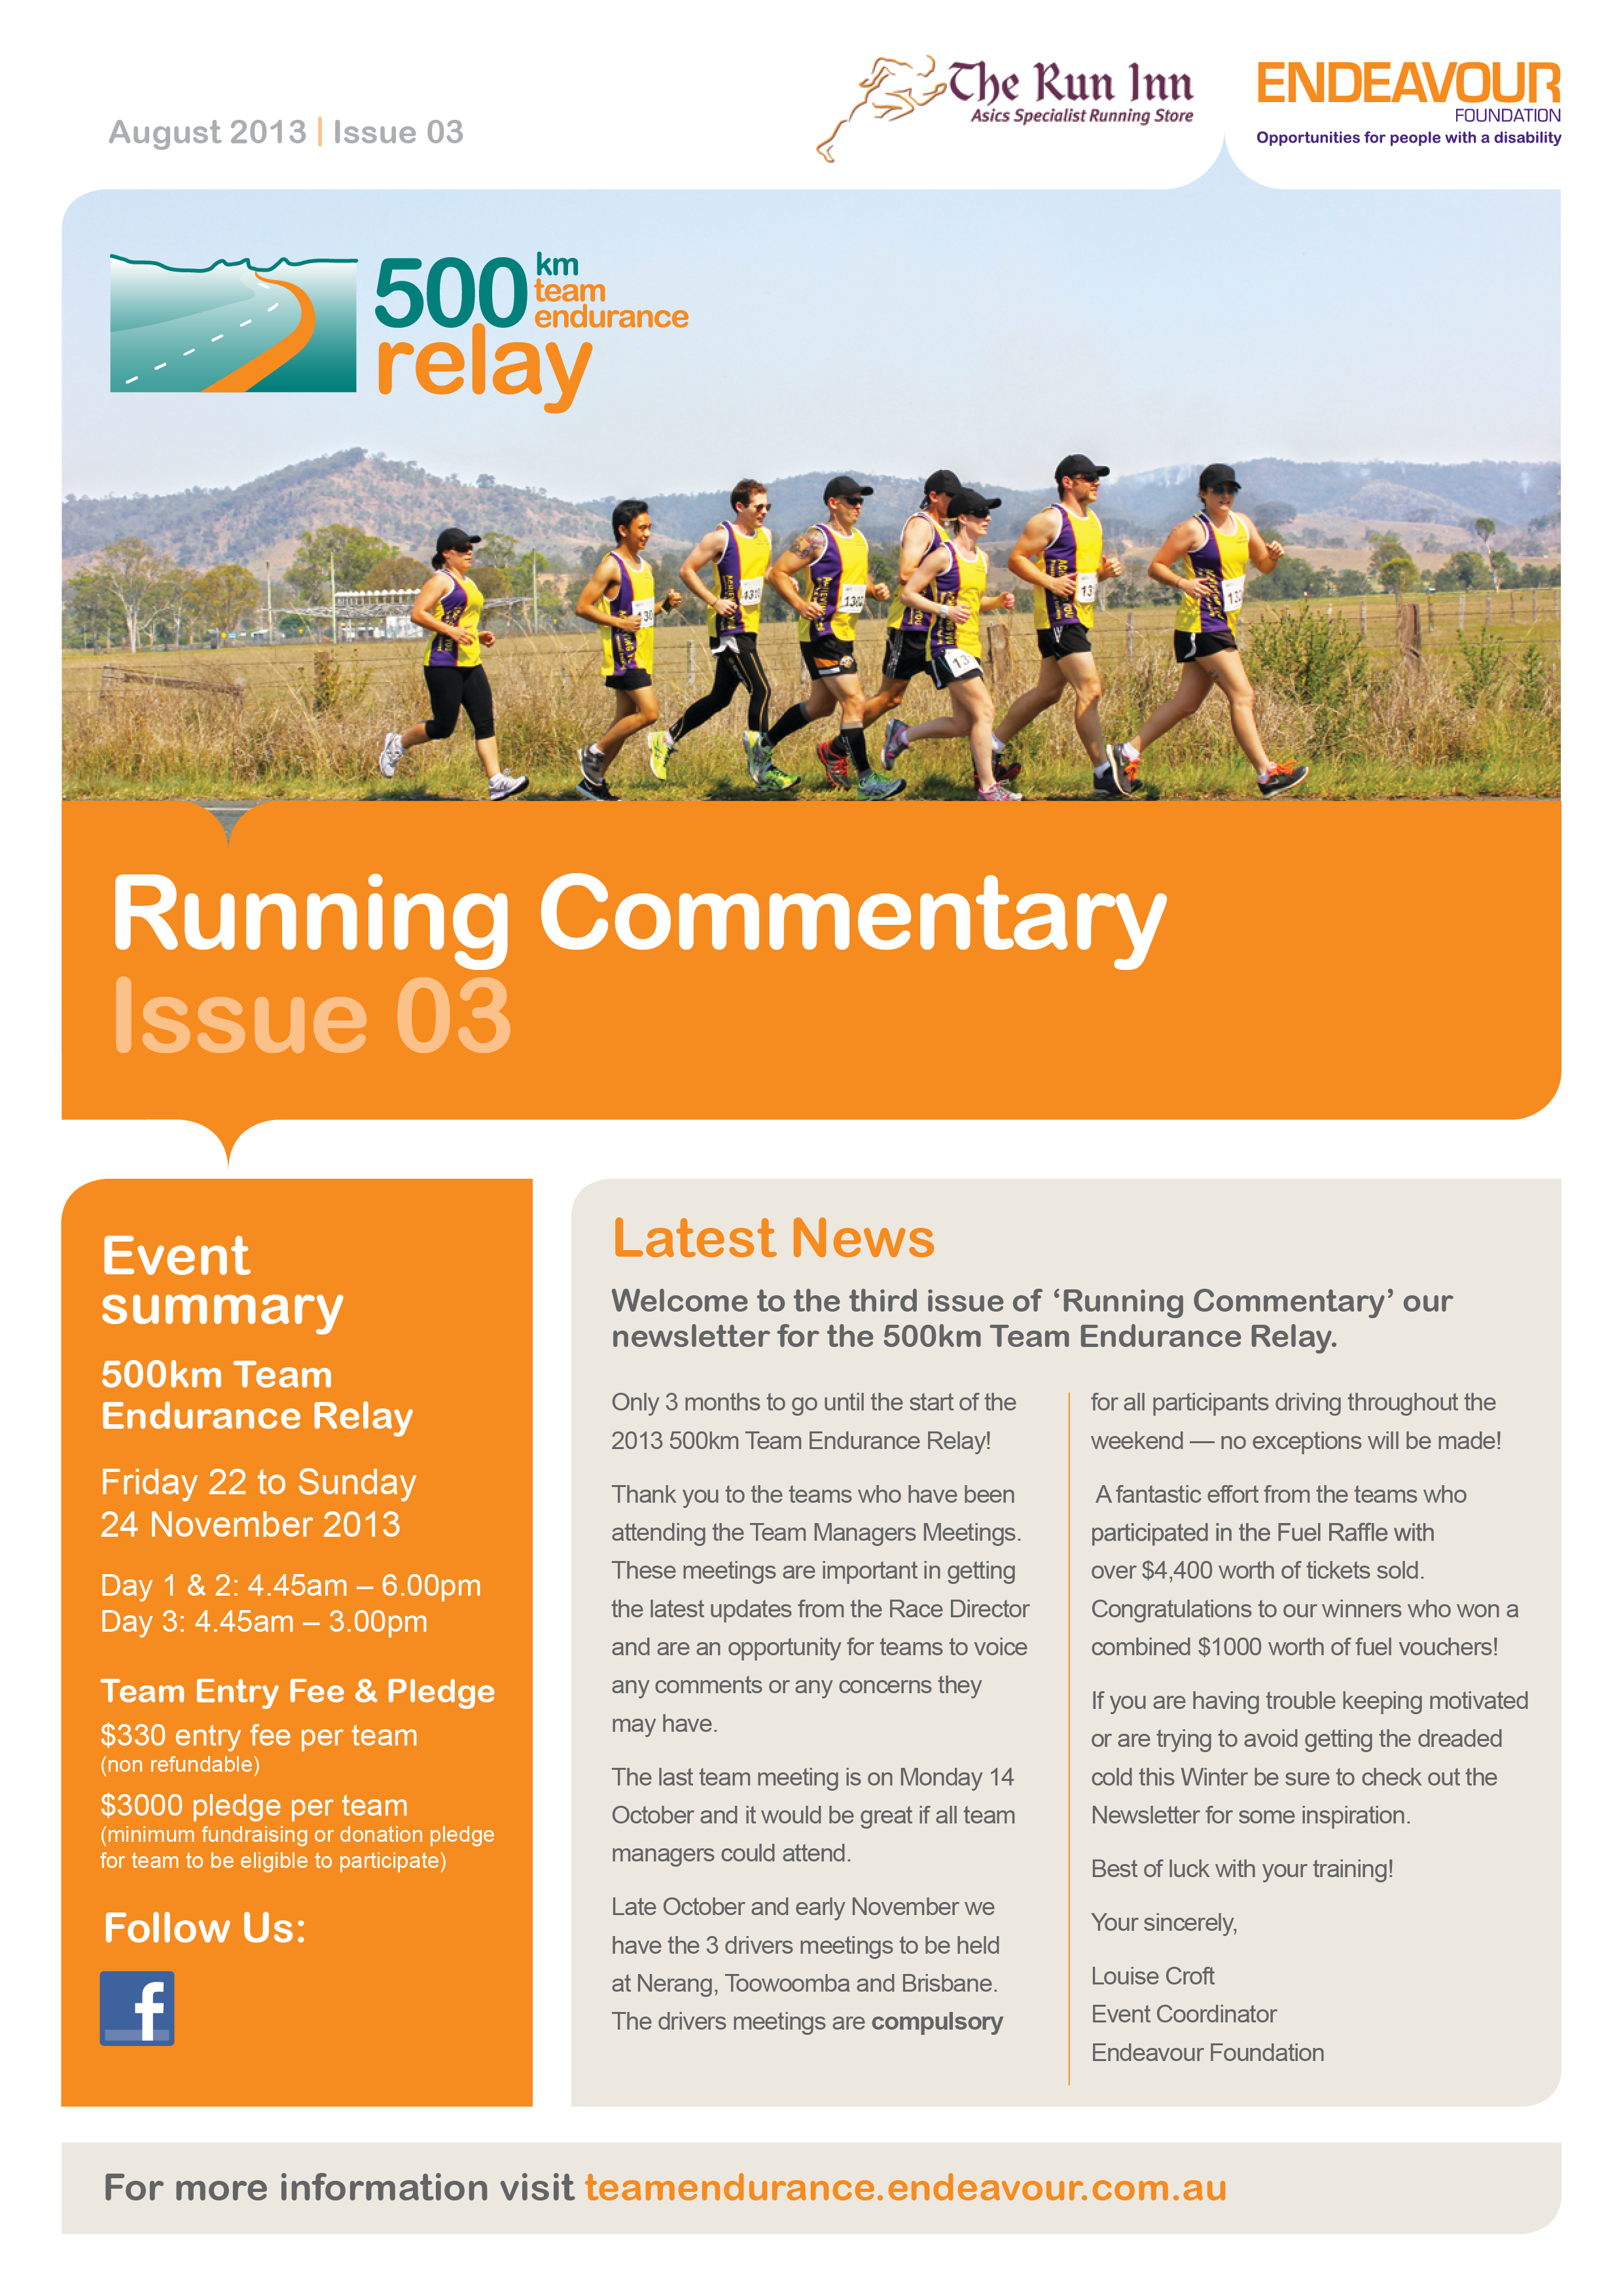 August 2013 | Issue 03
The Run Inn
Asics Specialist Running Store
ENDEAVOUR
FOUNDATION
Opportunities for people with a disability
500 km
team
endurance
relay
Running Commentary
Issue 03
Event
summary
500km Team
Endurance Relay
Friday 22 to Sunday
24 November 2013
Day 1 & 2: 4.45am – 6.00pm
Day 3: 4.45am – 3.00pm
Team Entry Fee & Pledge
$330 entry fee per team
(non refundable)
$3000 pledge per team
(minimum fundraising or donation pledge
for team to be eligible to participate)
Follow Us:
f
Latest News
Welcome to the third issue of ‘Running Commentary’ our
newsletter for the 500km Team Endurance Relay.
Only 3 months to go until the start of the
2013 500km Team Endurance Relay!
Thank you to the teams who have been
attending the Team Managers Meetings.
These meetings are important in getting
the latest updates from the Race Director
and are an opportunity for teams to voice
any comments or any concerns they
may have.
The last team meeting is on Monday 14
October and it would be great if all team
managers could attend.
Late October and early November we
have the 3 drivers meetings to be held
at Nerang, Toowoomba and Brisbane.
The drivers meetings are compulsory
for all participants driving throughout the
weekend — no exceptions will be made!
A fantastic effort from the teams who
participated in the Fuel Raffle with
over $4,400 worth of tickets sold.
Congratulations to our winners who won a
combined $1000 worth of fuel vouchers!
If you are having trouble keeping motivated
or are trying to avoid getting the dreaded
cold this Winter be sure to check out the
Newsletter for some inspiration.
Best of luck with your training!
Your sincerely,
Louise Croft
Event Coordinator
Endeavour Foundation
For more information visit teamendurance.endeavour.com.au